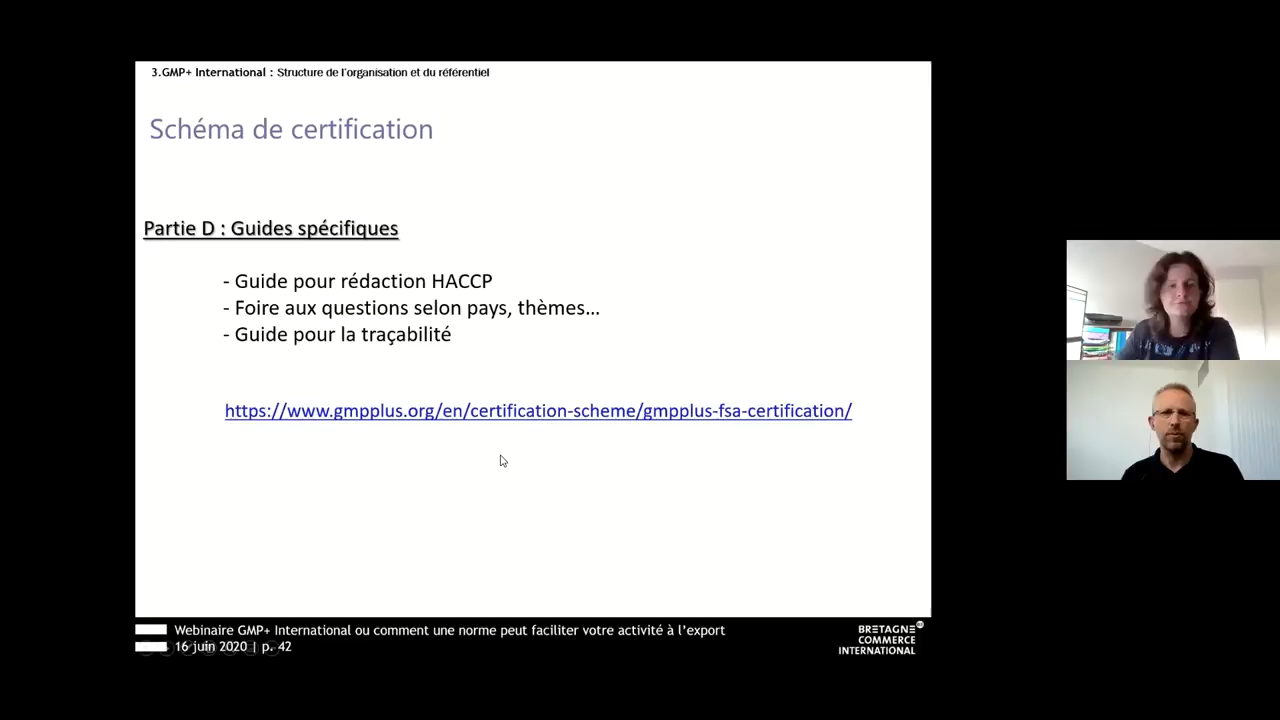 3.GMP+ International : Structure de l'organisation et du référentiel
Schéma de certification
Partie D : Guides spécifiques
- Guide pour rédaction HACCP
- Foire aux questions selon pays, thèmes...
- Guide pour la traçabilité
https://www.gmpplus.org/en/certification-scheme/gmpplus-fsa-certification/
Webinaire GMP+ International ou comment une norme peut faciliter votre activité à l'export
16 juin 2020 | p. 42
BRETAGNE
COMMERCE
INTERNATIONAL